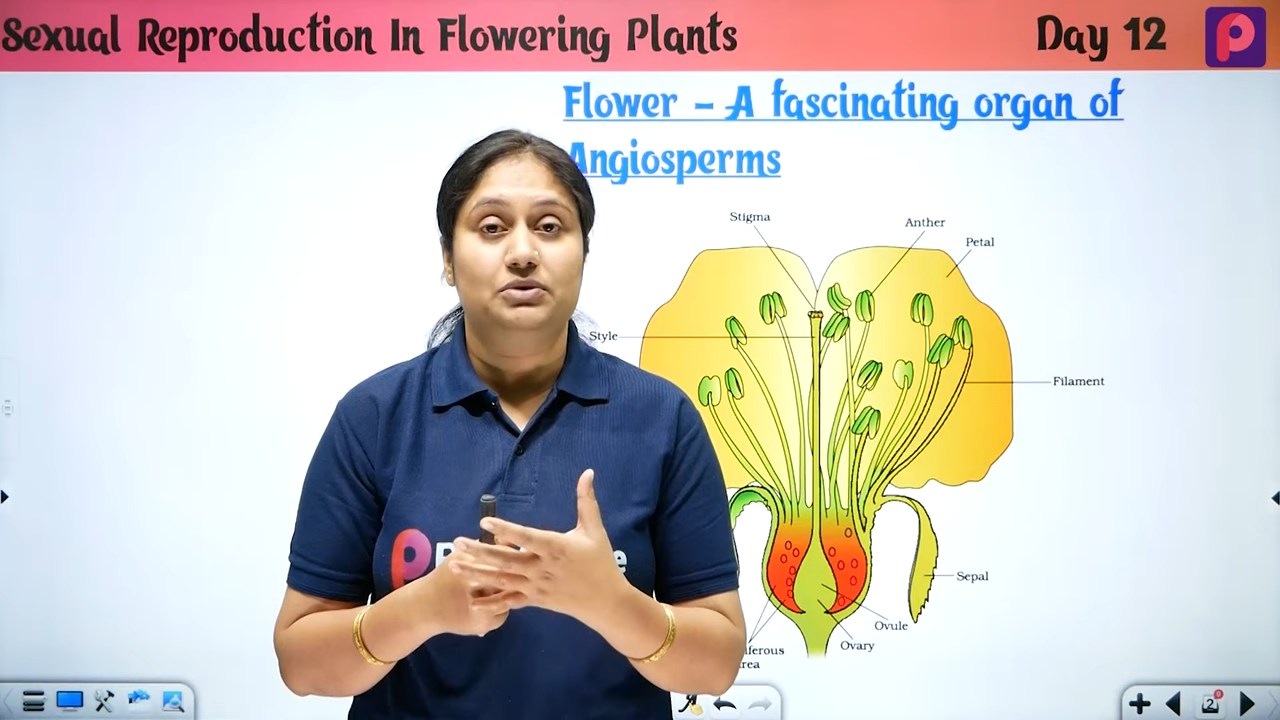 Sexual Reproduction In Flowering Plants
Day 12
Flower – A fascinating organ of
Angiosperms
Stigma
Anther
Petal
Style
Filament
Sepal
Ovule
Ovary
2